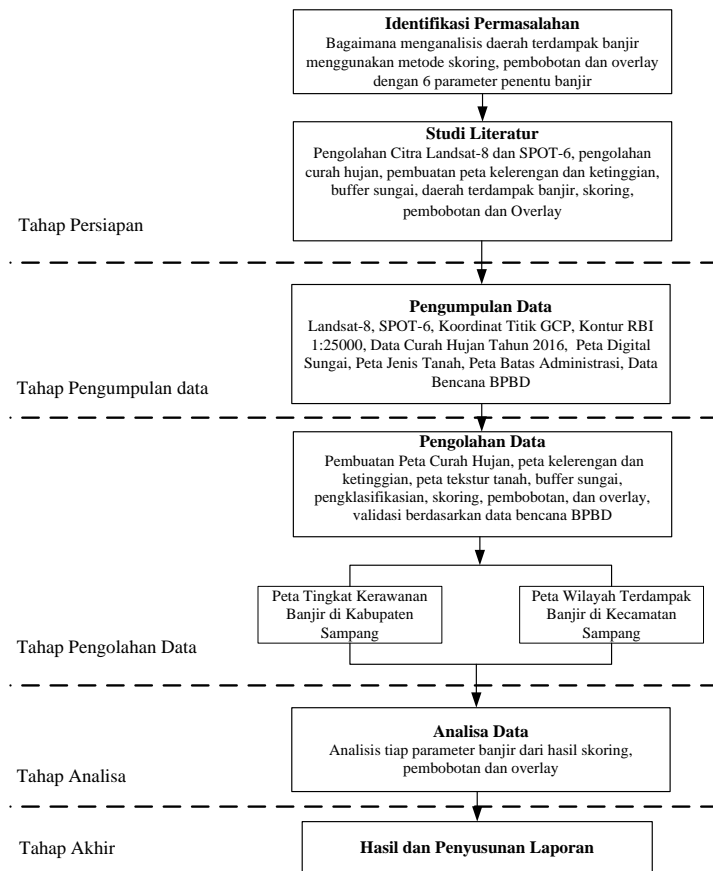 Identifikasi Permasalahan
Bagaimana menganalisis daerah terdampak banjir
menggunakan metode skoring, pembobotan dan overlay
dengan 6 parameter penentu banjir
Studi Literatur
Pengolahan Citra Landsat-8 dan SPOT-6, pengolahan
curah hujan, pembuatan peta kelerengan dan ketinggian,
buffer sungai, daerah terdampak banjir, skoring,
pembobotan dan Overlay
Tahap Persiapan
Pengumpulan Data
Landsat-8, SPOT-6, Koordinat Titik GCP, Kontur RBI
1:25000, Data Curah Hujan Tahun 2016, Peta Digital
Sungai, Peta Jenis Tanah, Peta Batas Administrasi, Data
Bencana BPBD
Tahap Pengumpulan data
Pengolahan Data
Pembuatan Peta Curah Hujan, peta kelerengan dan
ketinggian, peta tekstur tanah, buffer sungai,
pengklasifikasian, skoring, pembobotan, dan overlay,
validasi berdasarkan data bencana BPBD
Peta Tingkat Kerawanan
Banjir di Kabupaten
Sampang
Peta Wilayah Terdampak
Banjir di Kecamatan
Sampang
Tahap Pengolahan Data
Analisa Data
Analisis tiap parameter banjir dari hasil skoring,
pembobotan dan overlay
Tahap Analisa
Hasil dan Penyusunan Laporan
Tahap Akhir